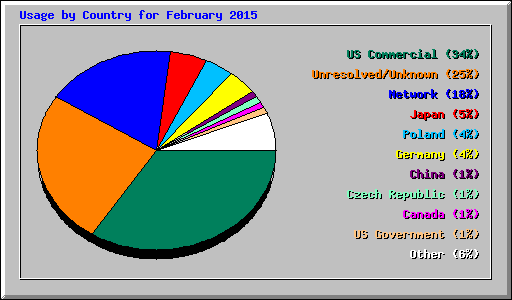 Usage by Country for February 2015
US Commercial (34%)
Unresolved/Unknown (25%)
Network (18%)
Japan (5%)
Poland (4%)
Germany (4%)
China (1%)
Czech Republic (1%)
Canada (1%)
US Government (1%)
Other (6%)